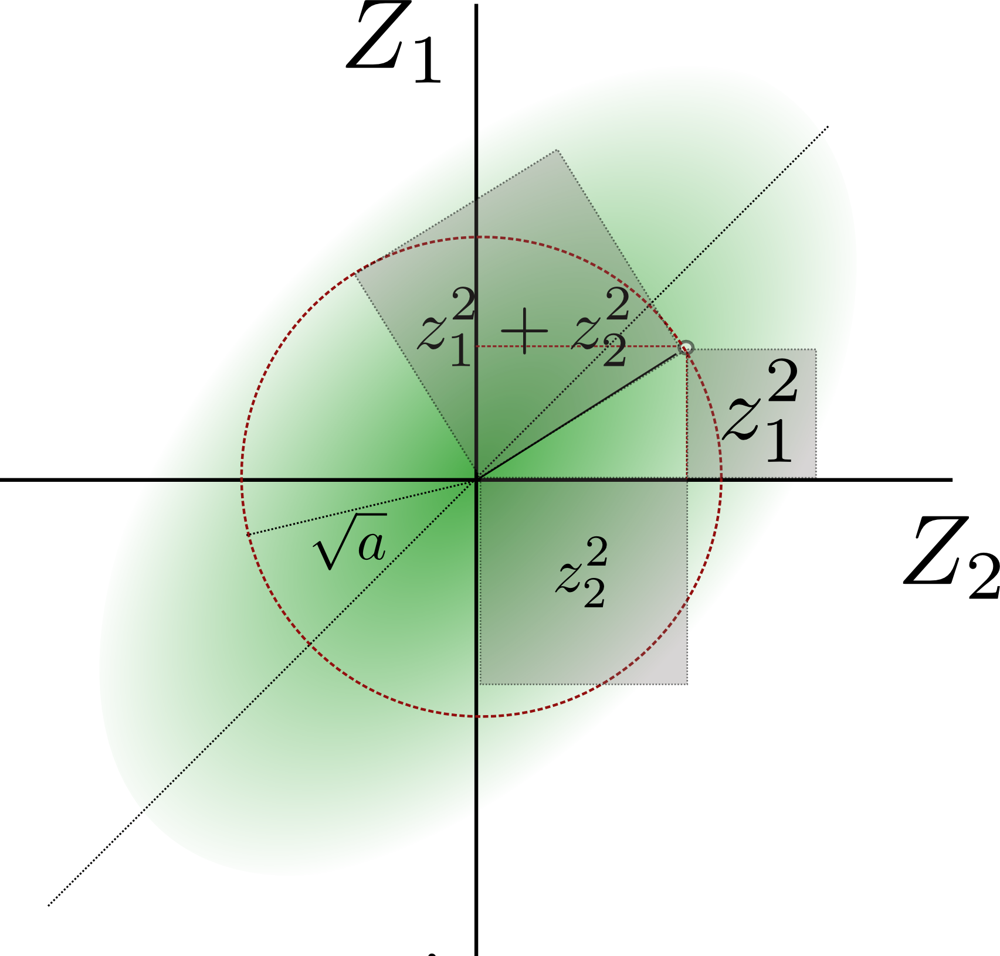 Z₁
z₁² + z₂²
z₁²
√a
Z₂
z₂²